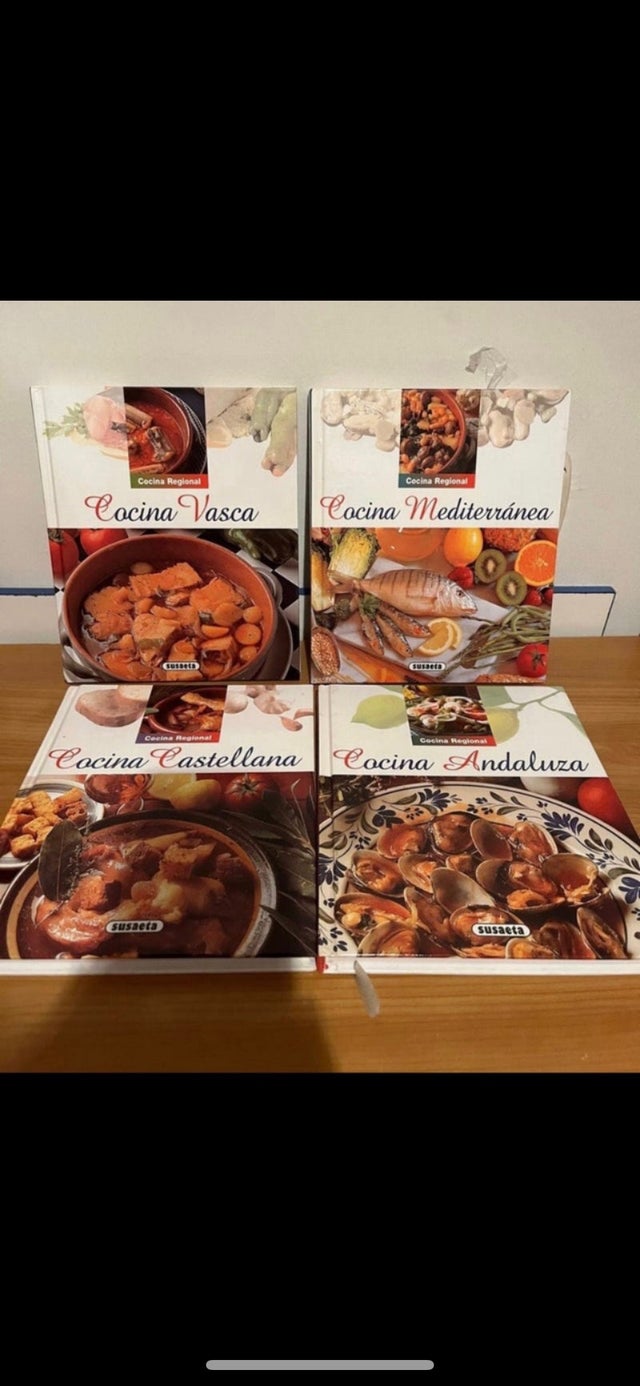 Cocina Regional
Cocina Vasca
susaeta
Cocina Regional
Cocina Mediterránea
susaeta
Cocina Regional
Cocina Castellana
susaeta
Cocina Regional
Cocina Andaluza
susaeta